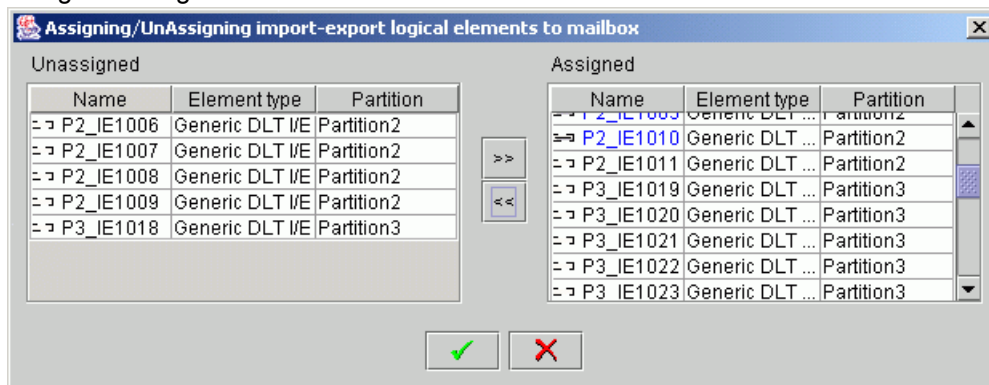 Assigning/UnAssigning import-export logical elements to mailbox
Unassigned
Name Element type Partition
P2_IE1006 Generic DLT I/E Partition2
P2_IE1007 Generic DLT I/E Partition2
P2_IE1008 Generic DLT I/E Partition2
P2_IE1009 Generic DLT I/E Partition2
P3_IE1018 Generic DLT I/E Partition3
>>
<<
Assigned
Name Element type Partition
P2_IE1010 Generic DLT ... Partition2
P2_IE1011 Generic DLT ... Partition2
P3_IE1019 Generic DLT ... Partition3
P3_IE1020 Generic DLT ... Partition3
P3_IE1021 Generic DLT ... Partition3
P3_IE1022 Generic DLT ... Partition3
P3_IE1023 Generic DLT ... Partition3